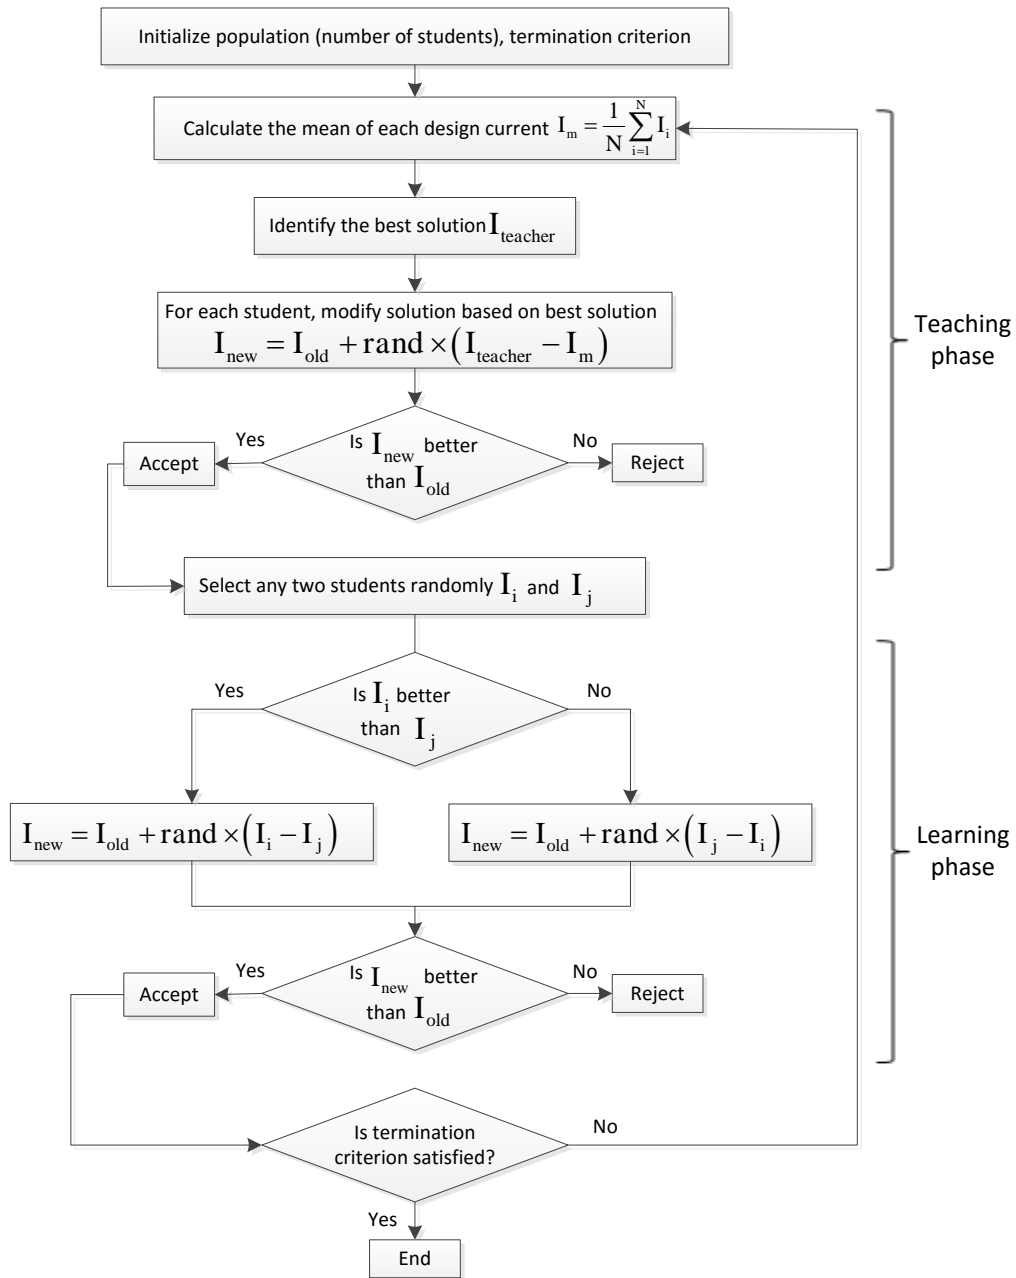 Initialize population (number of students), termination criterion
Calculate the mean of each design current I_m = \frac{1}{N} \sum_{i=1}^{N} I_i
Identify the best solution I_teacher
For each student, modify solution based on best solution
I_new = I_old + rand × (I_teacher − I_m)
Is I_new better
than I_old
Yes
No
Accept
Reject
Teaching
phase
Select any two students randomly I_i and I_j
Is I_i better
than I_j
Yes
No
I_new = I_old + rand × (I_i − I_j)
I_new = I_old + rand × (I_j − I_i)
Learning
phase
Is I_new better
than I_old
Yes
No
Accept
Reject
Is termination
criterion satisfied?
No
Yes
End